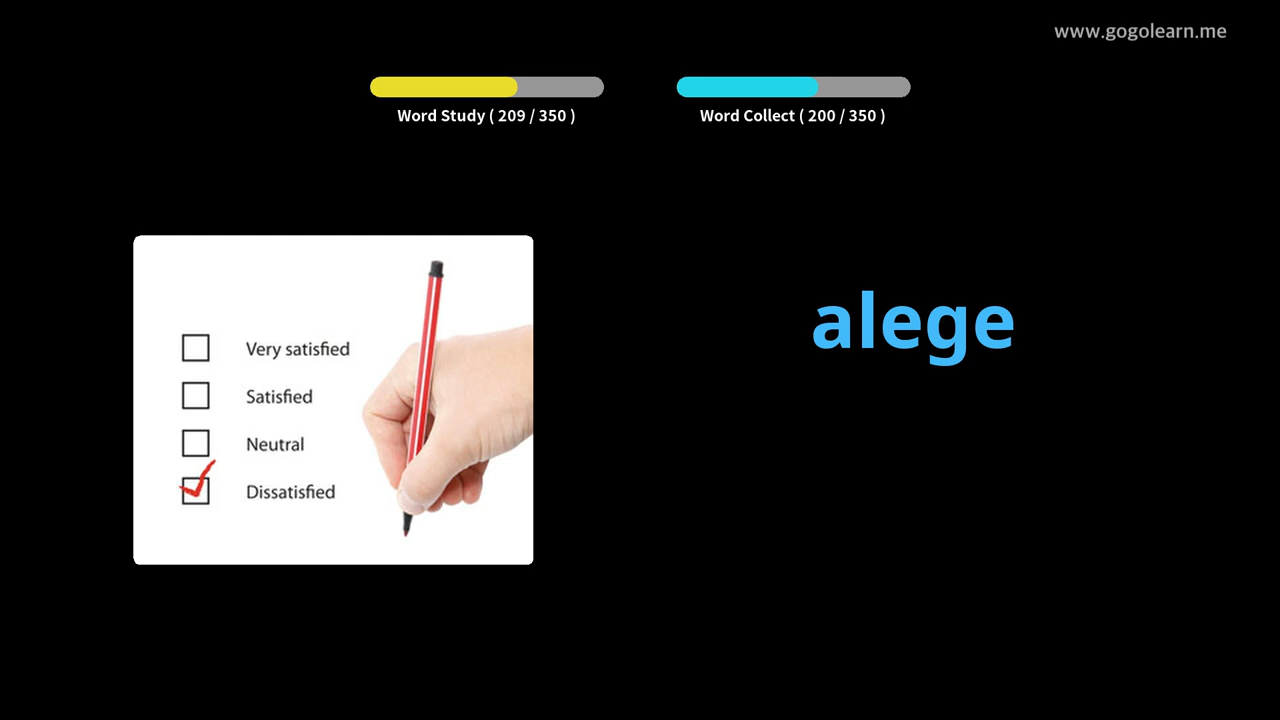 www.gogolearn.me
Word Study ( 209 / 350 )
Word Collect ( 200 / 350 )
Very satisfied
Satisfied
Neutral
Dissatisfied
alege